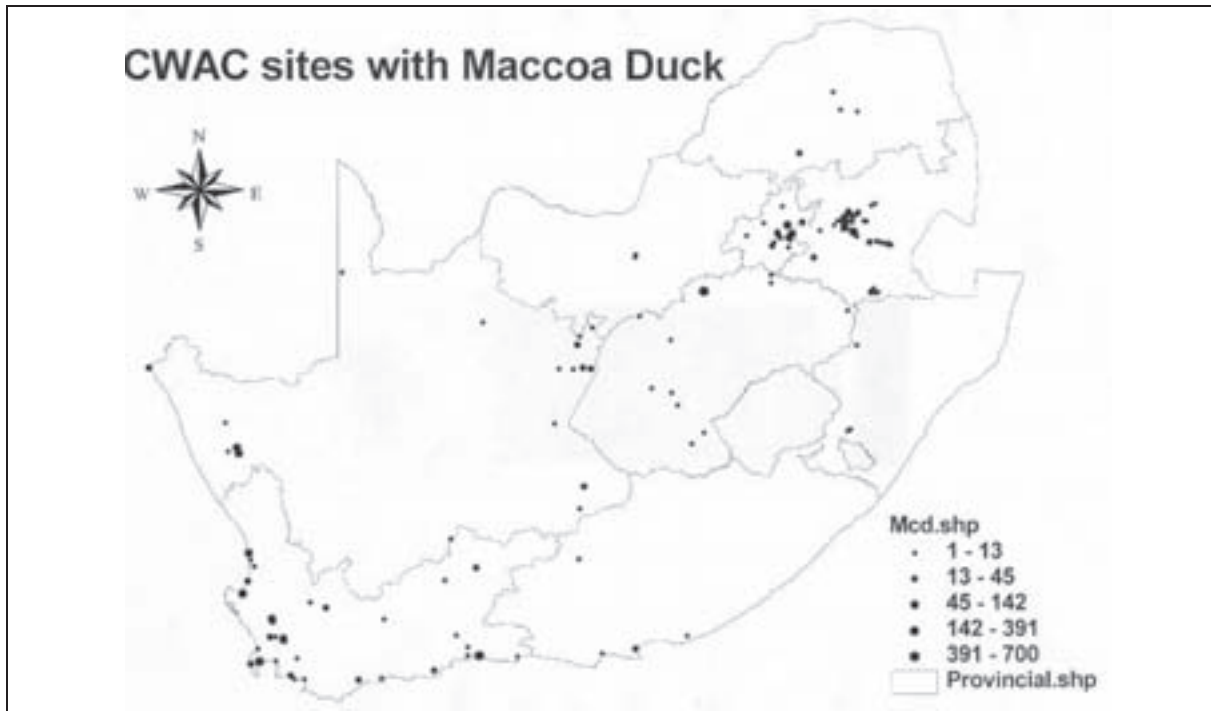 CWAC sites with Maccoa Duck
N
W E
S
Mcd.shp
1 - 13
13 - 45
45 - 142
142 - 391
391 - 700
Provincial.shp